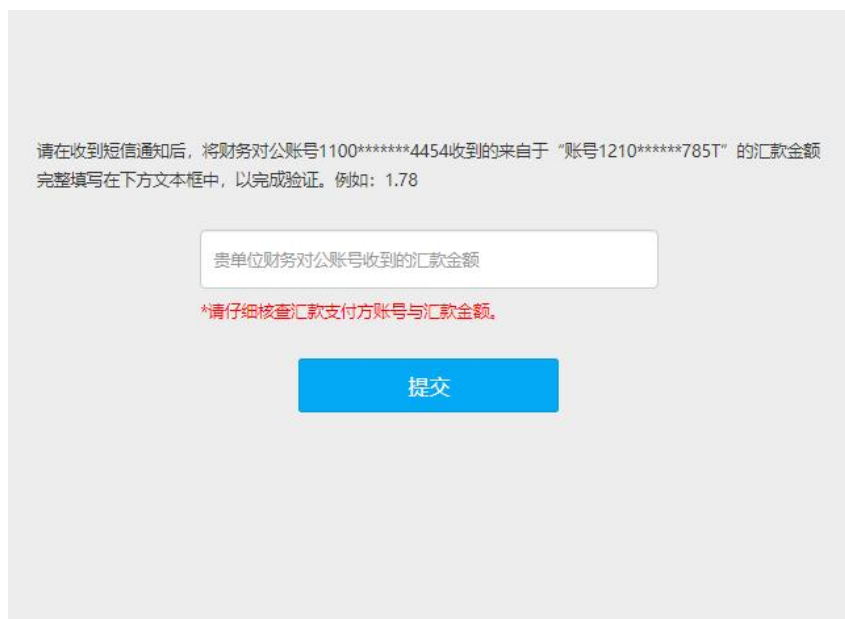 请在收到短信通知后，将财务对公账号1100*******4454收到的来自于“账号1210******785T”的汇款金额
完整填写在下方文本框中，以完成验证。例如：1.78
贵单位财务对公账号收到的汇款金额
*请仔细核查汇款支付方账号与汇款金额。
提交